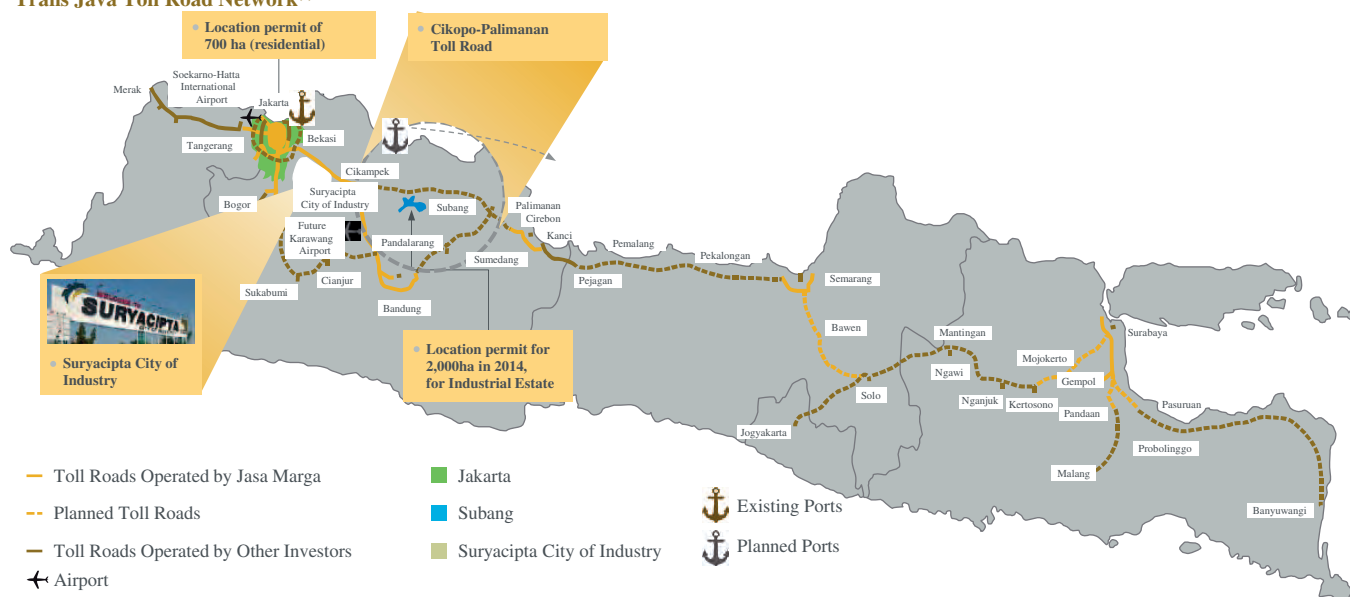 Trans Java Toll Road Network
Location permit of
700 ha (residential)
Cikopo-Palimanan
Toll Road
Soekarno-Hatta
International
Airport
Merak
Jakarta
Tangerang
Bekasi
Cikampek
Bogor
Suryacipta
City of Industry
Subang
Palimanan
Cirebon
Future
Karawang
Airport
Pandalarang
Sumedang
Kanci
Pemalang
Pekalongan
Sukabumi
Cianjur
Bandung
Pejagan
Semarang
Bawen
Mantingan
Surabaya
Mojokerto
Ngawi
Gempol
Solo
Nganjuk
Kertosono
Pandaan
Pasuruan
Jogyakarta
Probolinggo
Malang
Banyuwangi
WELCOME TO
SURYACIPTA
Suryacipta City of
Industry
Location permit for
2,000ha in 2014,
for Industrial Estate
Toll Roads Operated by Jasa Marga
Planned Toll Roads
Toll Roads Operated by Other Investors
Airport
Jakarta
Subang
Suryacipta City of Industry
Existing Ports
Planned Ports